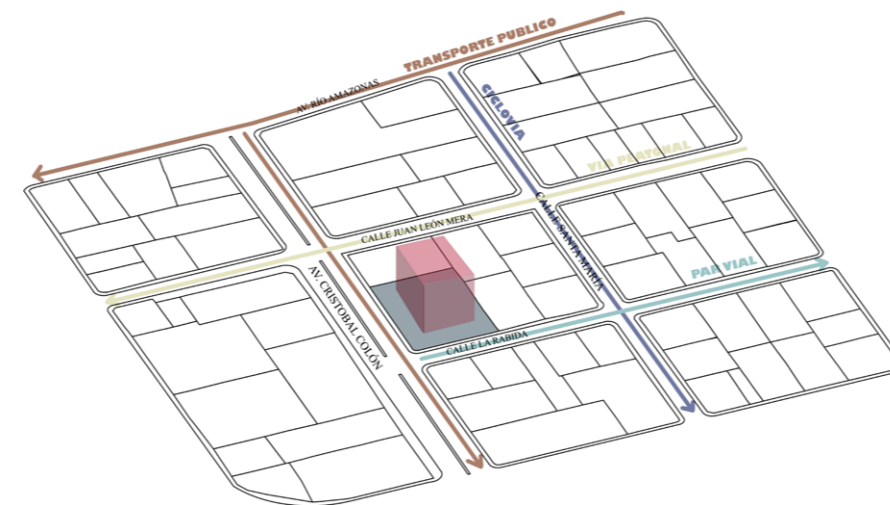 TRANSPORTE PUBLICO
AV. RÍO AMAZONAS
CICLOVIA
VIA PEATONAL
CALLE JUAN LEÓN MERA
CALLE SANTA MARÍA
PAR VIAL
AV. CRISTOBAL COLÓN
CALLE LA RABIDA